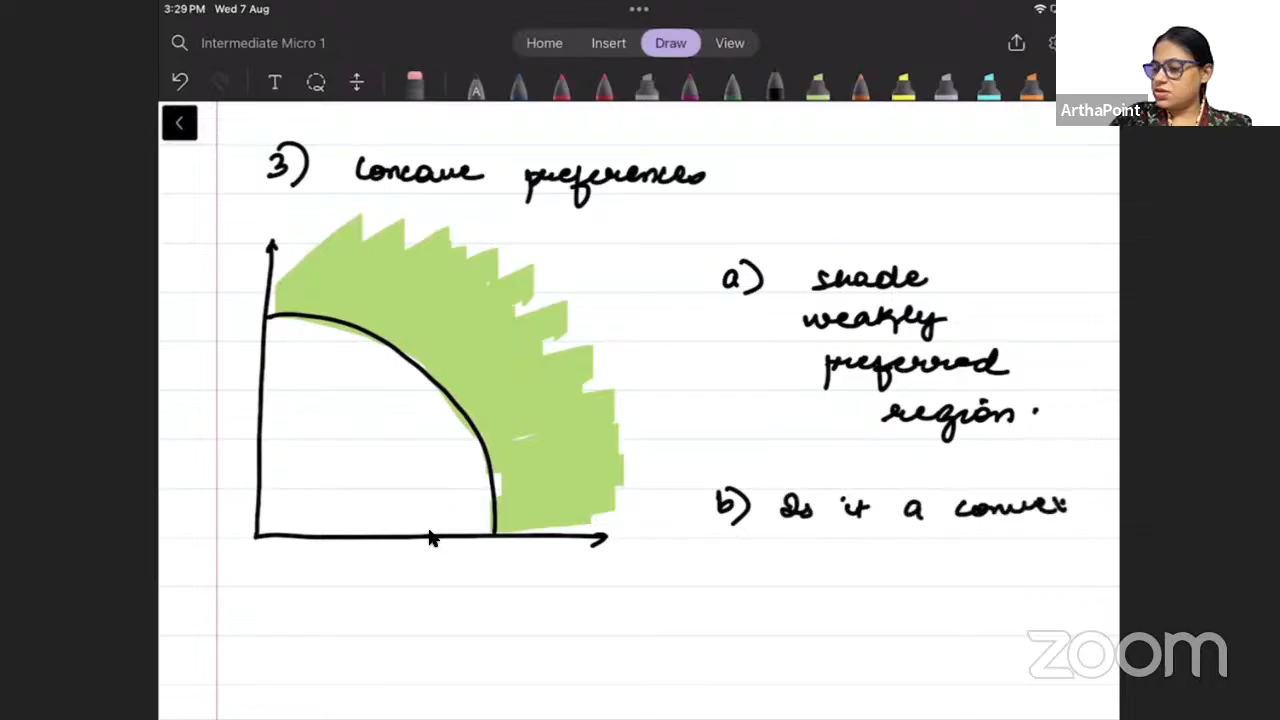 3:29 PM Wed 7 Aug
Intermediate Micro 1
Home Insert Draw View
T
A
ArthaPoint
3) Concave preferences
a) shade
weakly
preferred
region.
b) Is it a convex
zoom